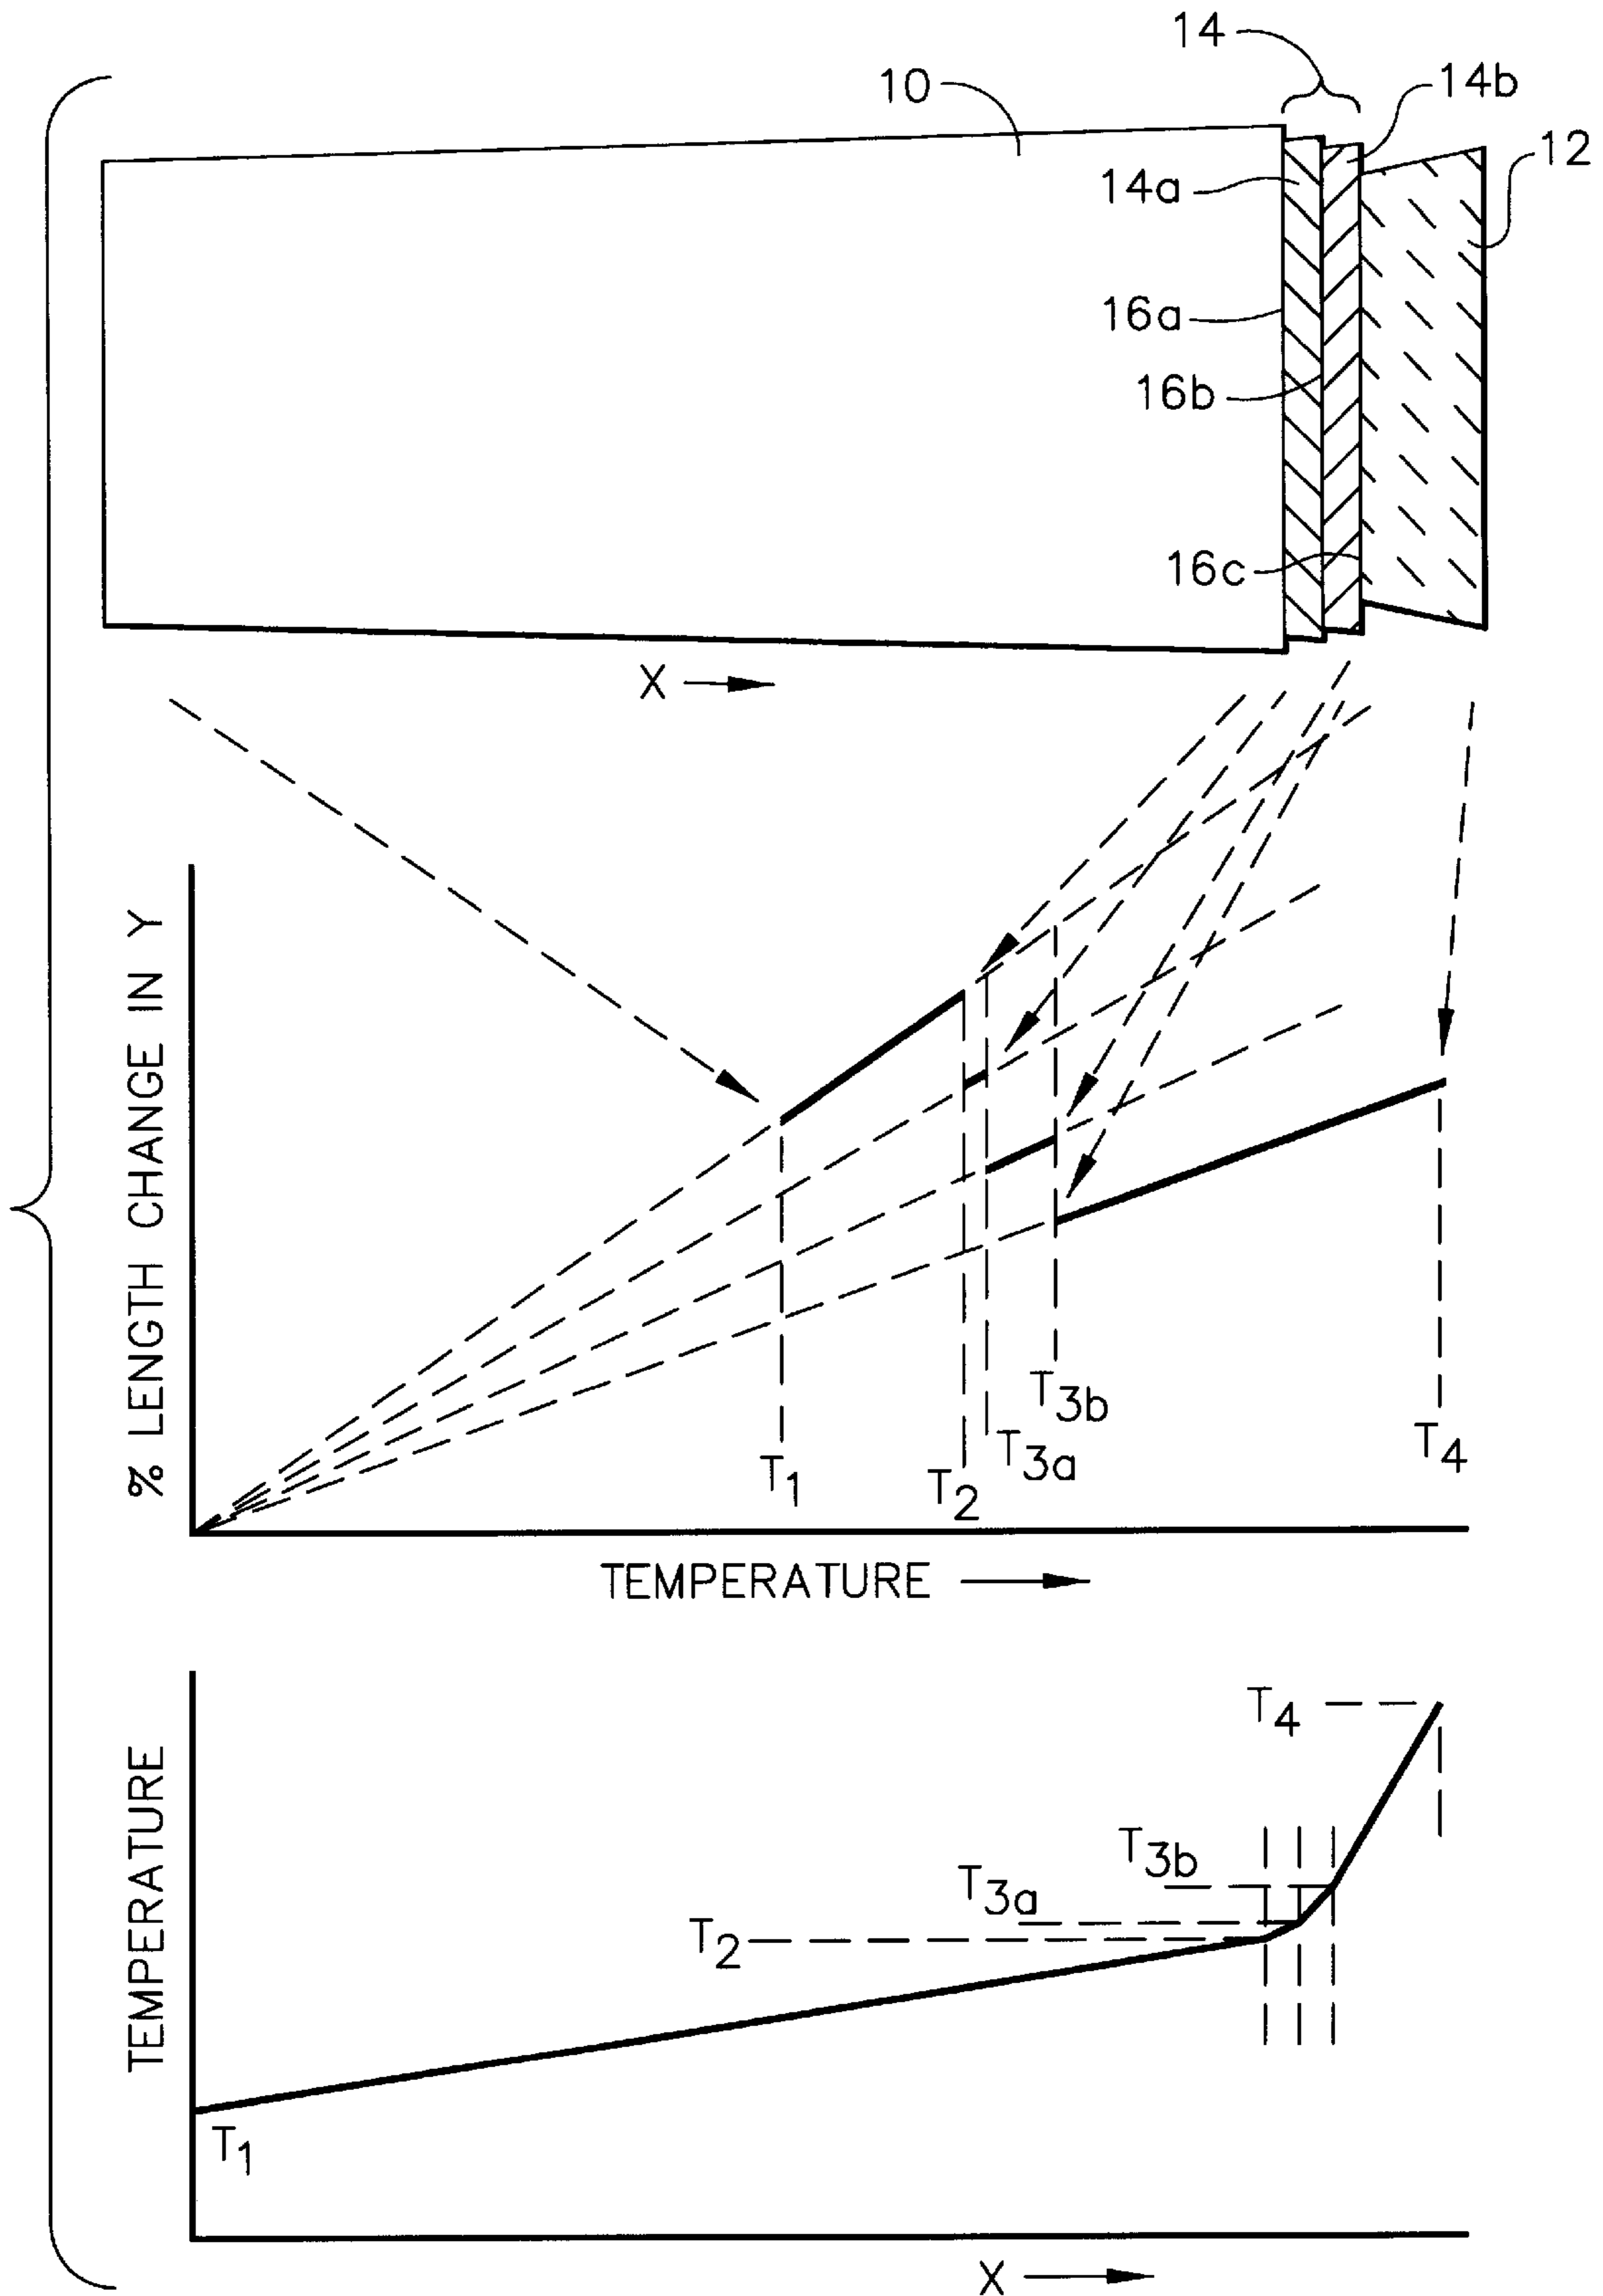 14
10
14b
12
14a
16a
16b
16c
X
% LENGTH CHANGE IN Y
T3b
T1
T2
T3a
T4
TEMPERATURE
T4
T3b
T3a
T2
TEMPERATURE
T1
X